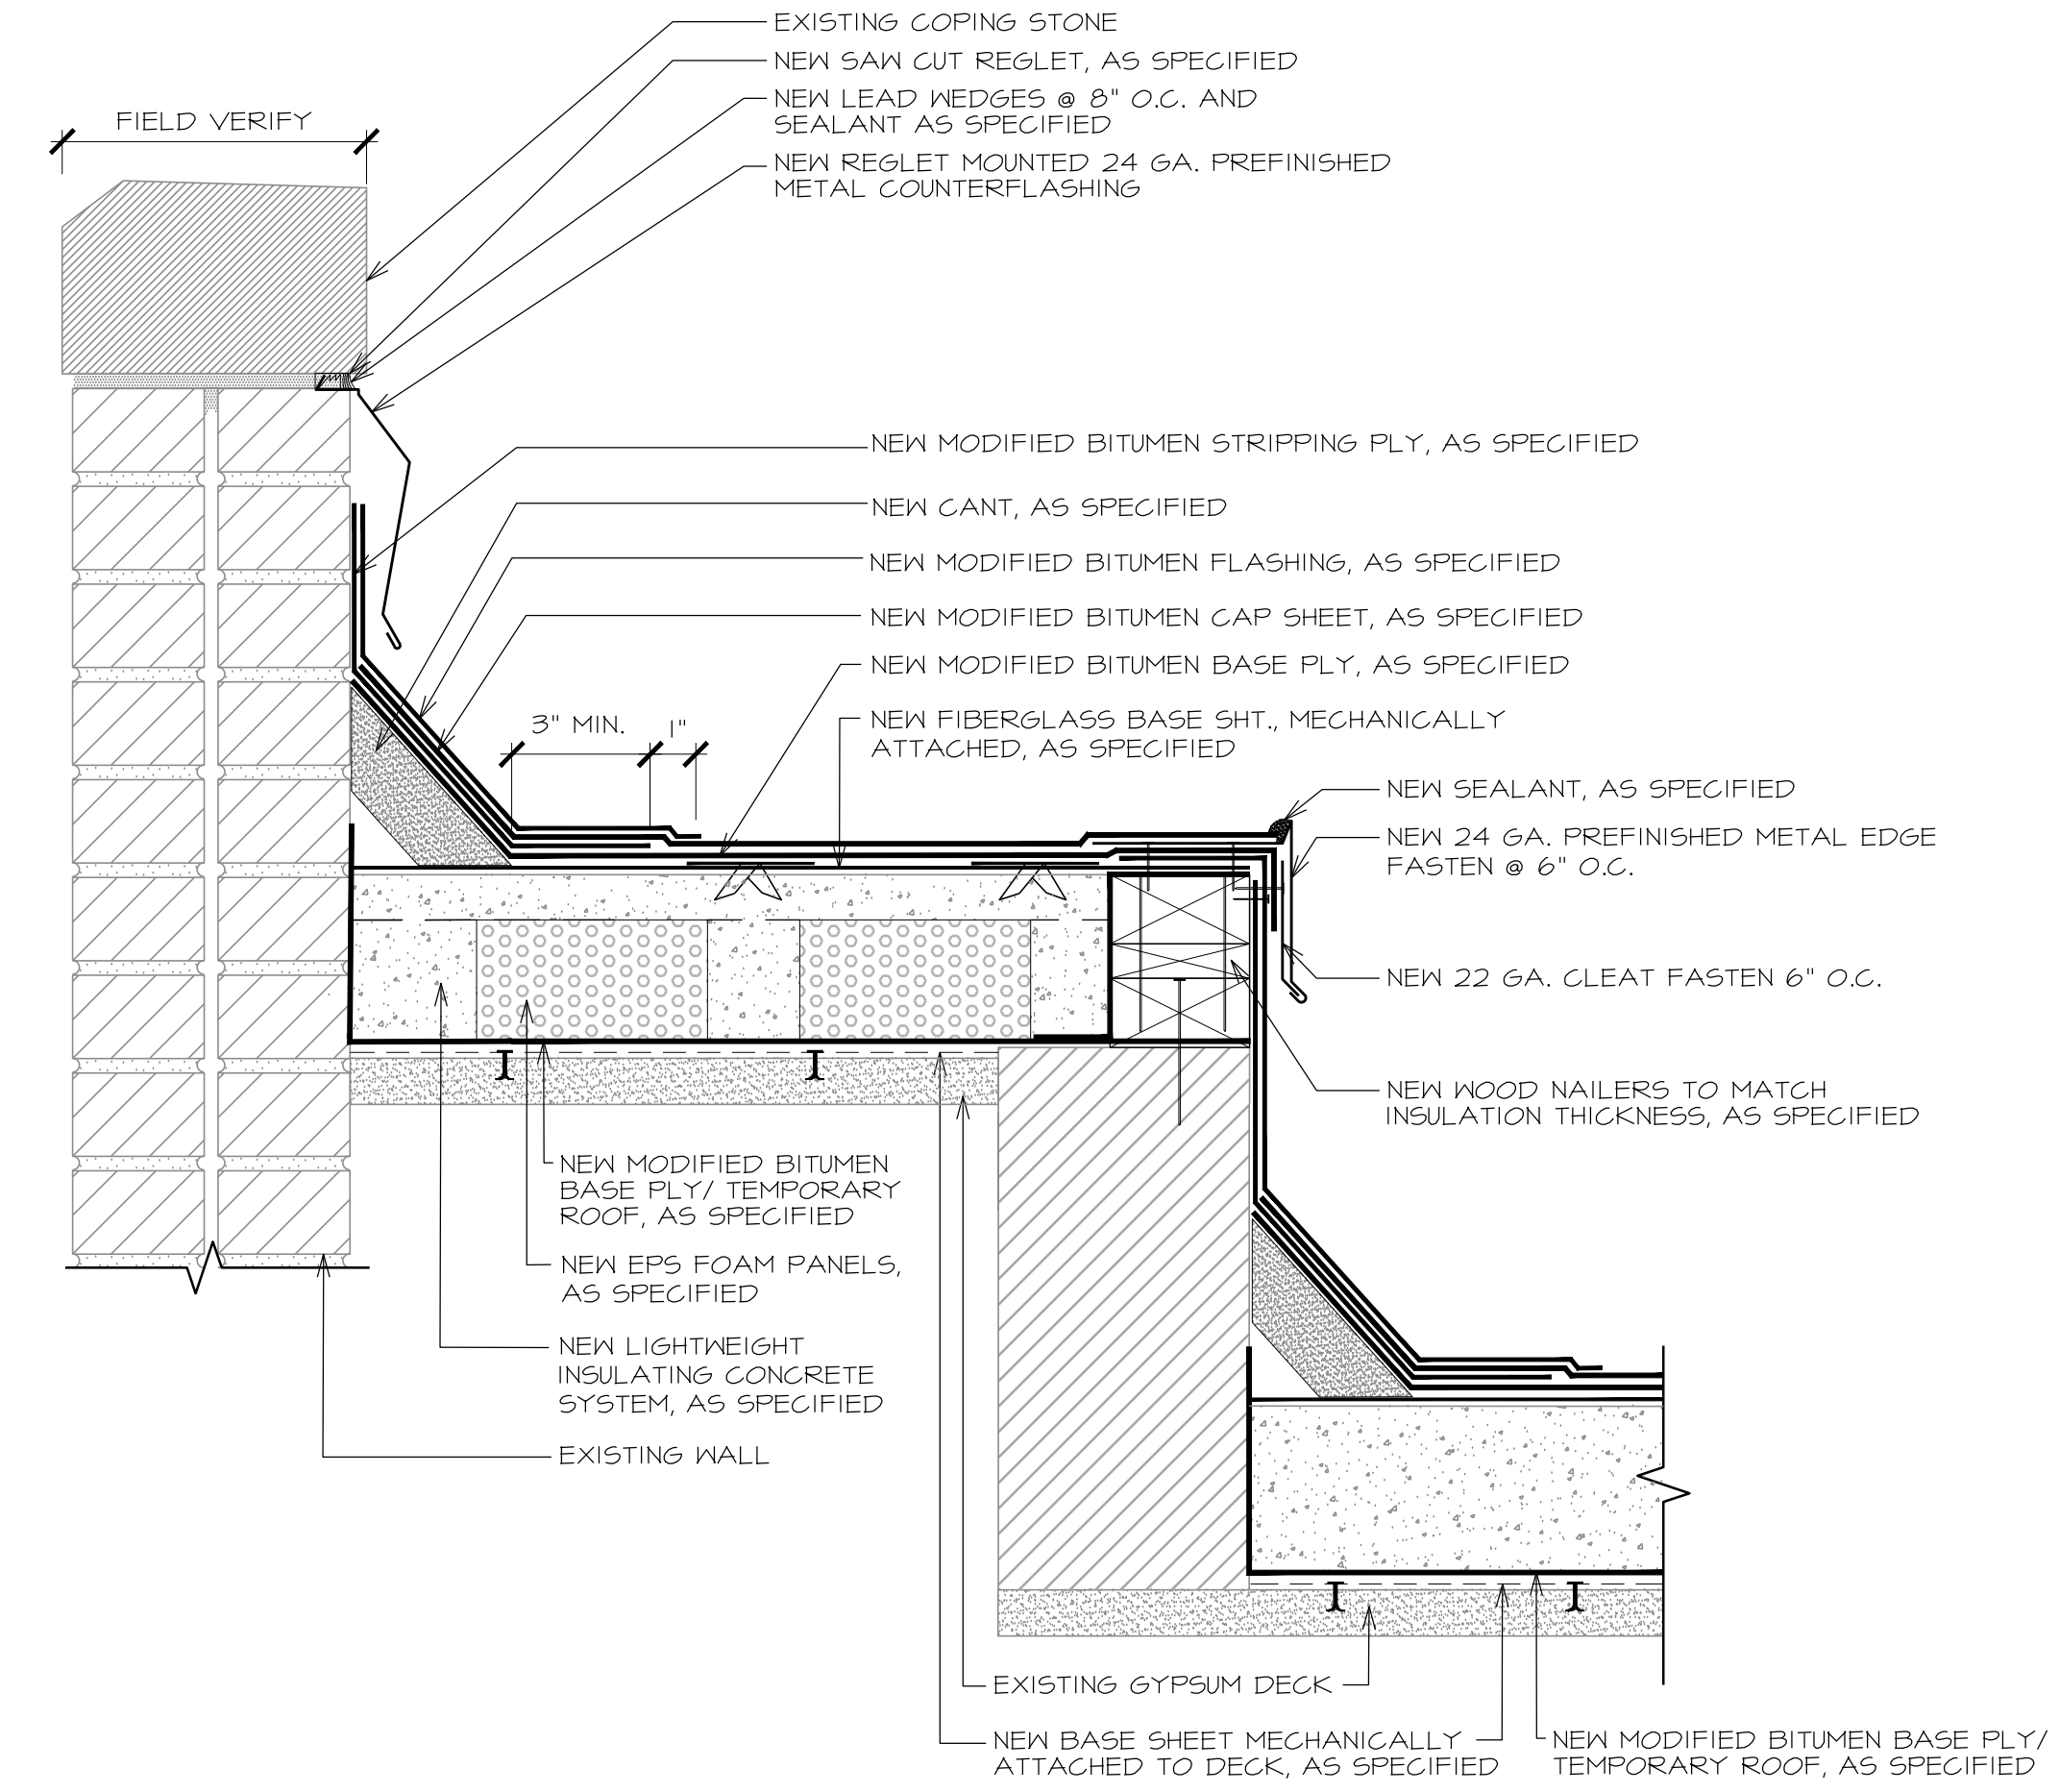 EXISTING COPING STONE
NEW SAW CUT REGLET, AS SPECIFIED
NEW LEAD WEDGES @ 8" O.C. AND
SEALANT AS SPECIFIED
FIELD VERIFY
NEW REGLET MOUNTED 24 GA. PREFINISHED
METAL COUNTERFLASHING
NEW MODIFIED BITUMEN STRIPPING PLY, AS SPECIFIED
NEW CANT, AS SPECIFIED
NEW MODIFIED BITUMEN FLASHING, AS SPECIFIED
NEW MODIFIED BITUMEN CAP SHEET, AS SPECIFIED
NEW MODIFIED BITUMEN BASE PLY, AS SPECIFIED
3" MIN.
1"
NEW FIBERGLASS BASE SHT., MECHANICALLY
ATTACHED, AS SPECIFIED
NEW SEALANT, AS SPECIFIED
NEW 24 GA. PREFINISHED METAL EDGE
FASTEN @ 6" O.C.
NEW 22 GA. CLEAT FASTEN 6" O.C.
NEW WOOD NAILERS TO MATCH
INSULATION THICKNESS, AS SPECIFIED
NEW MODIFIED BITUMEN
BASE PLY/ TEMPORARY
ROOF, AS SPECIFIED
NEW EPS FOAM PANELS,
AS SPECIFIED
NEW LIGHTWEIGHT
INSULATING CONCRETE
SYSTEM, AS SPECIFIED
EXISTING WALL
EXISTING GYPSUM DECK
NEW BASE SHEET MECHANICALLY
ATTACHED TO DECK, AS SPECIFIED
NEW MODIFIED BITUMEN BASE PLY/
TEMPORARY ROOF, AS SPECIFIED